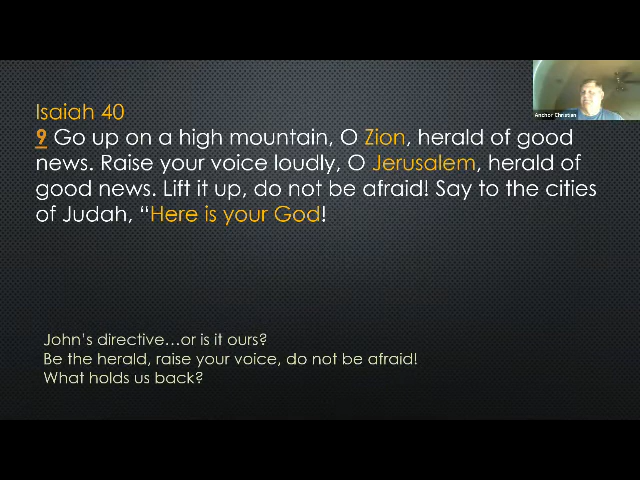 Anchor Christian
Isaiah 40
9 Go up on a high mountain, O Zion, herald of good
news. Raise your voice loudly, O Jerusalem, herald of
good news. Lift it up, do not be afraid! Say to the cities
of Judah, “Here is your God!
John’s directive…or is it ours?
Be the herald, raise your voice, do not be afraid!
What holds us back?